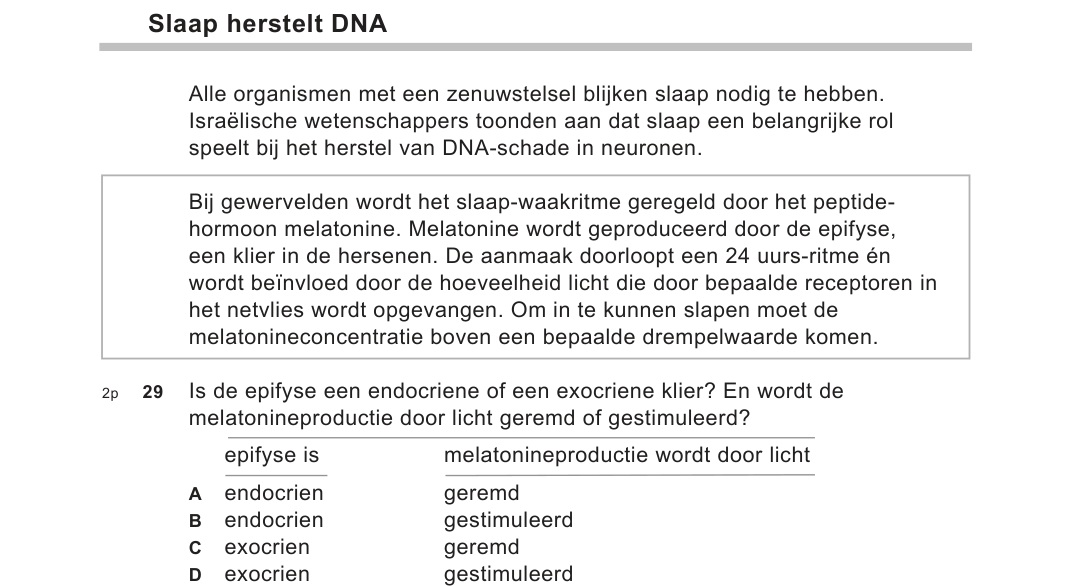 Slaap herstelt DNA
Alle organismen met een zenuwstelsel blijken slaap nodig te hebben.
Israëlische wetenschappers toonden aan dat slaap een belangrijke rol
speelt bij het herstel van DNA-schade in neuronen.
Bij gewervelden wordt het slaap-waakritme geregeld door het peptide-
hormoon melatonine. Melatonine wordt geproduceerd door de epifyse,
een klier in de hersenen. De aanmaak doorloopt een 24 uurs-ritme én
wordt beïnvloed door de hoeveelheid licht die door bepaalde receptoren in
het netvlies wordt opgevangen. Om in te kunnen slapen moet de
melatonineconcentratie boven een bepaalde drempelwaarde komen.
2p 29 Is de epifyse een endocriene of een exocriene klier? En wordt de
melatonineproductie door licht geremd of gestimuleerd?
epifyse is melatonineproductie wordt door licht
A endocrien geremd
B endocrien gestimuleerd
C exocrien geremd
D exocrien gestimuleerd